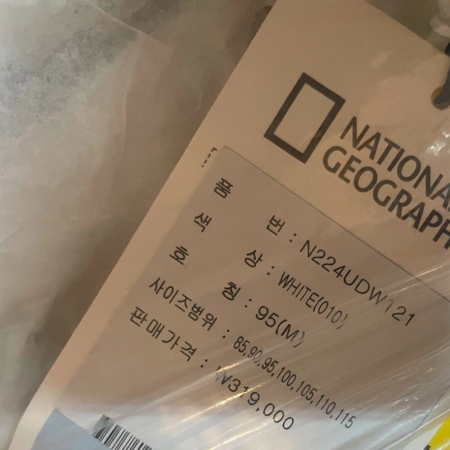 NATIONA
GEOGRAPH
품 번 : N224UDW121
색 상 : WHITE(010)
호 칭 : 95(M)
사이즈범위 : 85,90,95,100,105,110,115
판매가격 : ₩319,000